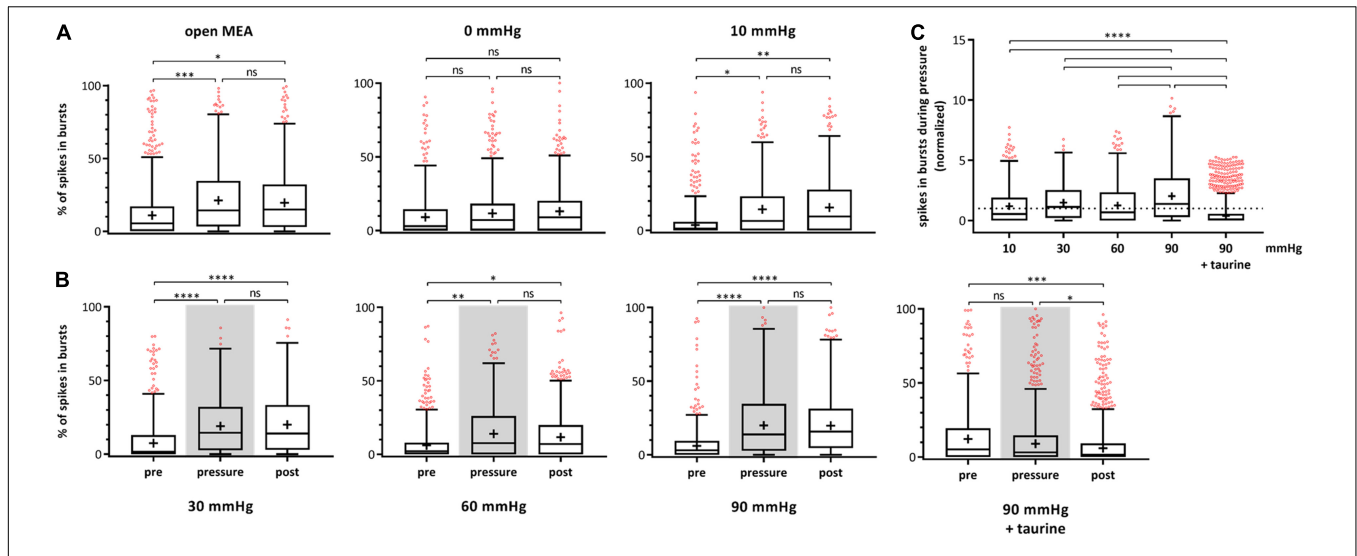 A
open MEA
* 
*** ns
% of spikes in bursts
100
50
0
0 mmHg
ns
ns ns
100
50
0
10 mmHg
**
* ns
100
50
0
C
spikes in bursts during pressure
(normalized)
15
10
5
0
****
10 30 60 90 90 mmHg
+ taurine
B
% of spikes in bursts
100
50
0
****
**** ns
pre pressure post
30 mmHg
100
50
0
*
** ns
pre pressure post
60 mmHg
100
50
0
****
**** ns
pre pressure post
90 mmHg
100
50
0
***
ns *
pre pressure post
90 mmHg
+ taurine